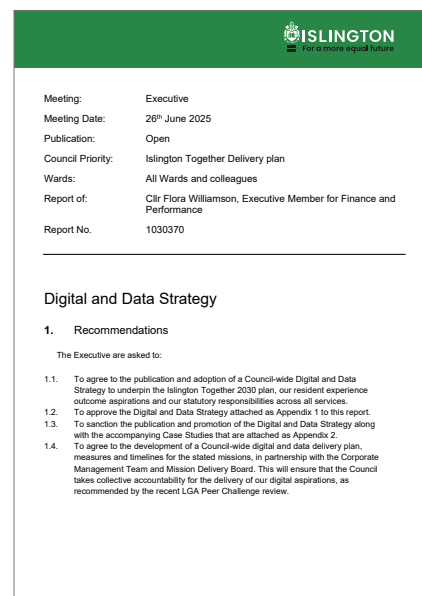 ISLINGTON
For a more equal future
Meeting: Executive
Meeting Date: 26th June 2025
Publication: Open
Council Priority: Islington Together Delivery plan
Wards: All Wards and colleagues
Report of: Cllr Flora Williamson, Executive Member for Finance and
Performance
Report No. 1030370
Digital and Data Strategy
1. Recommendations
The Executive are asked to:
1.1. To agree to the publication and adoption of a Council-wide Digital and Data
Strategy to underpin the Islington Together 2030 plan, our resident experience
outcome aspirations and our statutory responsibilities across all services.
1.2. To approve the Digital and Data Strategy attached as Appendix 1 to this report.
1.3. To sanction the publication and promotion of the Digital and Data Strategy along
with the accompanying Case Studies that are attached as Appendix 2.
1.4. To agree to the development of a Council-wide digital and data delivery plan,
measures and timelines for the stated missions, in partnership with the Corporate
Management Team and Mission Delivery Board. This will ensure that the Council
takes collective accountability for the delivery of our digital aspirations, as
recommended by the recent LGA Peer Challenge review.